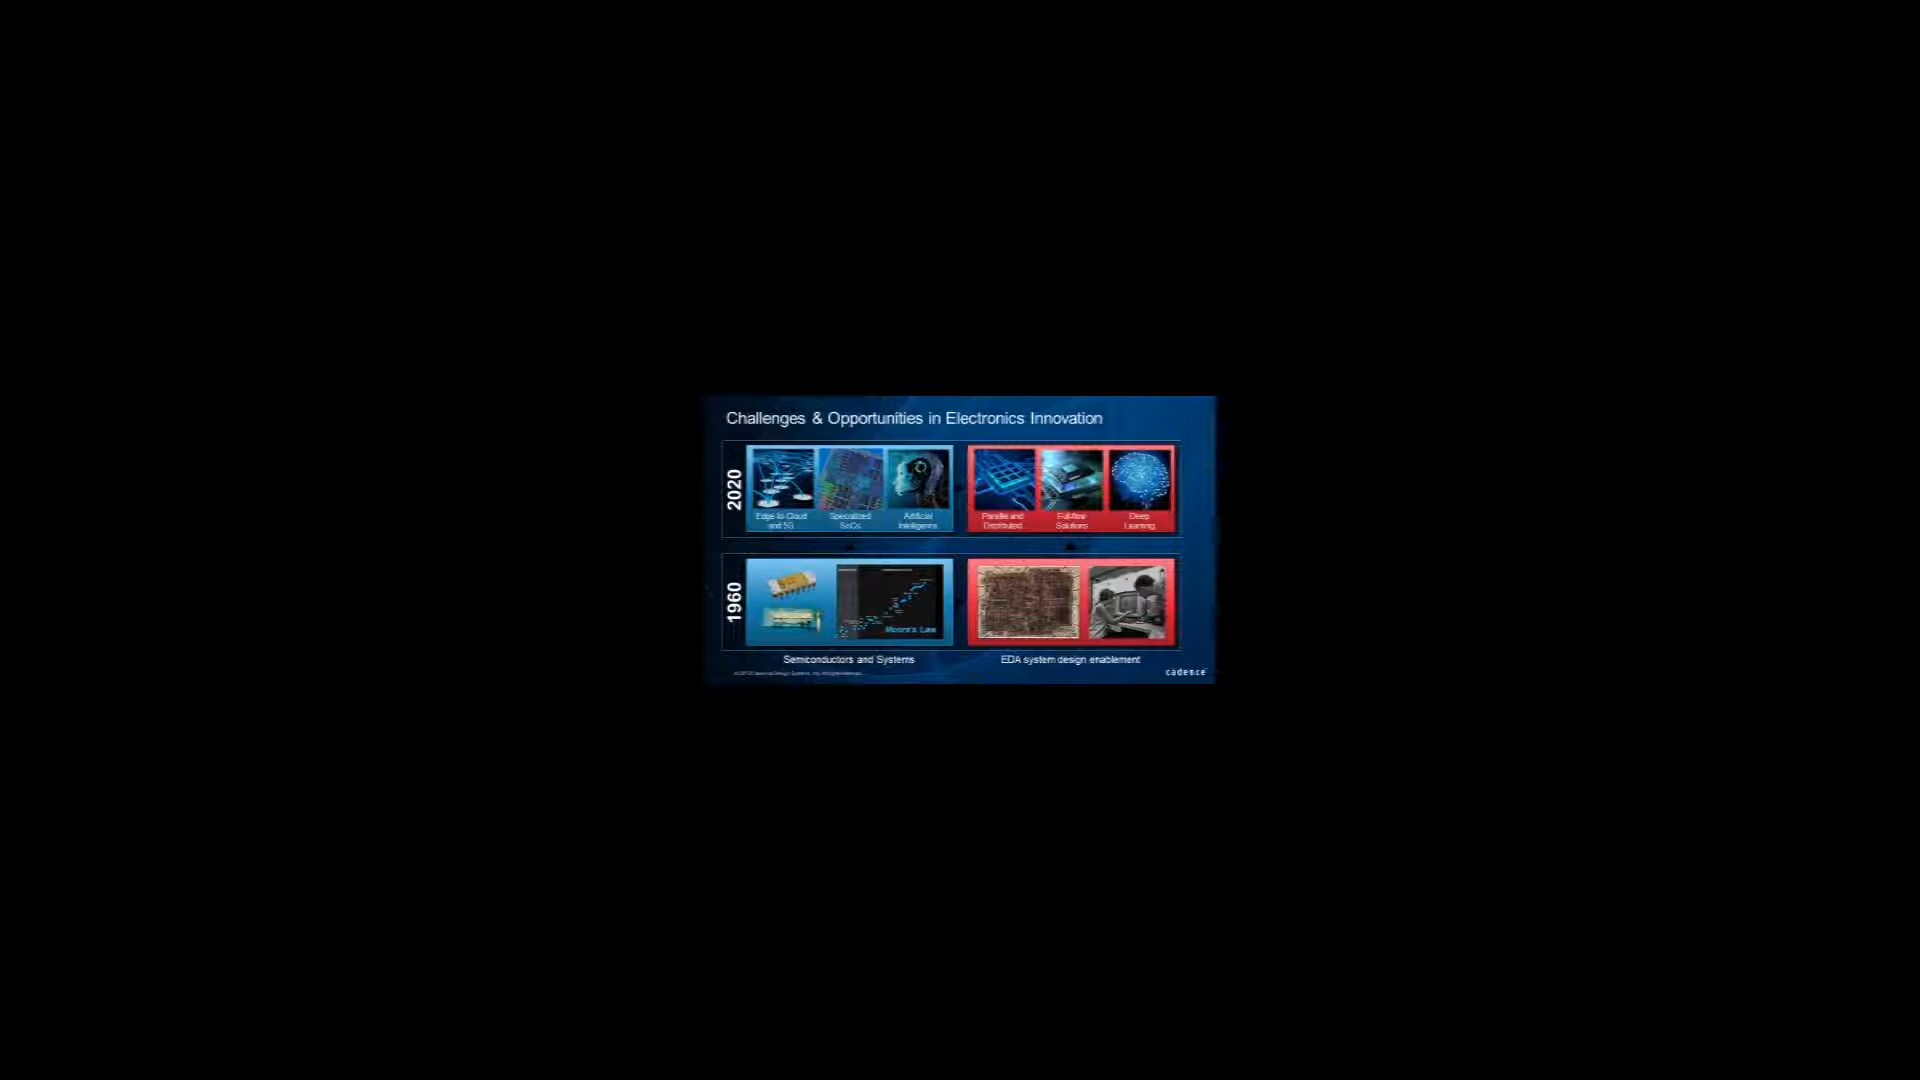 Challenges & Opportunities in Electronics Innovation
2020
Edge-to-Cloud
and 5G
Specialized
SoCs
Artificial
Intelligence
Parallel and
Distributed
Full-flow
Solutions
Deep
Learning
1960
Moore's Law
Semiconductors and Systems
EDA system design enablement
cadence